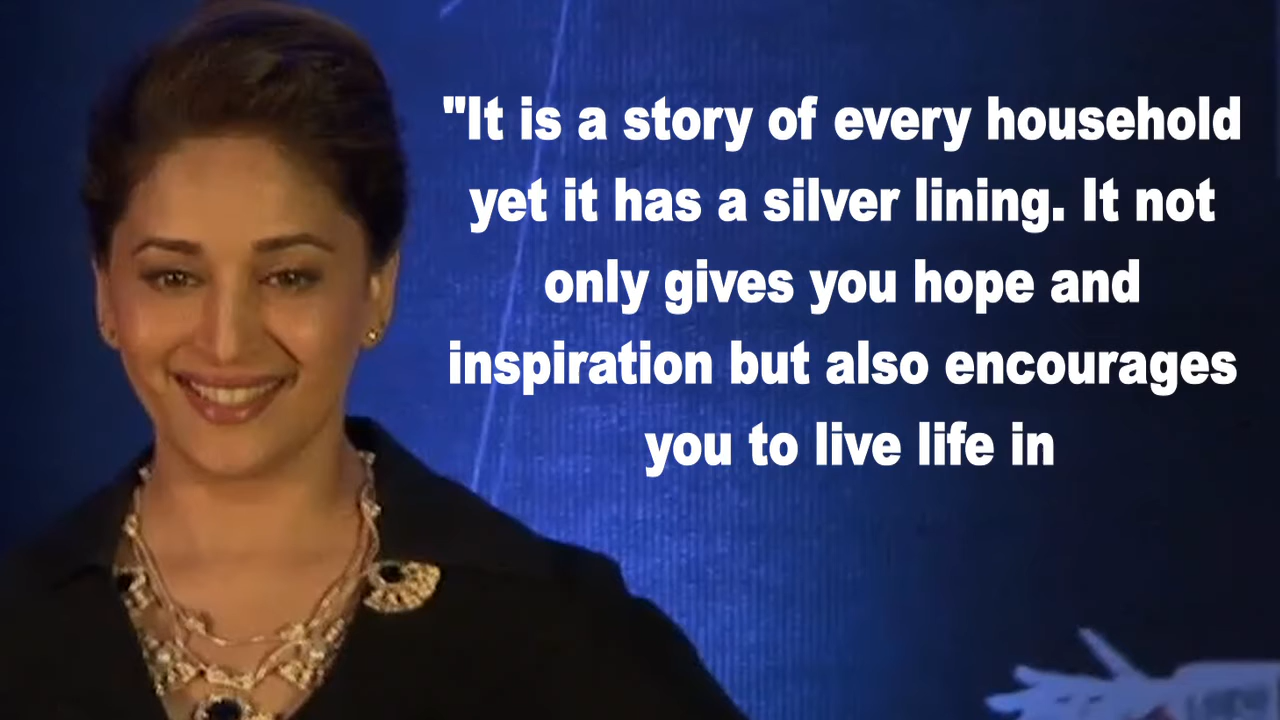 "It is a story of every household
yet it has a silver lining. It not
only gives you hope and
inspiration but also encourages
you to live life in